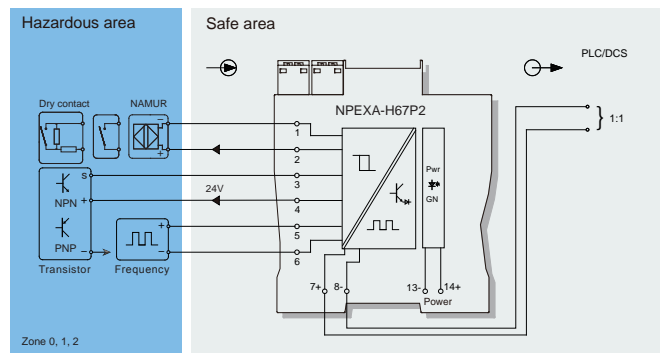 Hazardous area
Safe area
PLC/DCS
Dry contact
NAMUR
NPEXA-H67P2
−
+
1
2
1:1
S
NPN
+
24V
3
4
Pwr
GN
PNP
−
+
−
5
6
Transistor
Frequency
7+
8-
13-
14+
Power
Zone 0, 1, 2